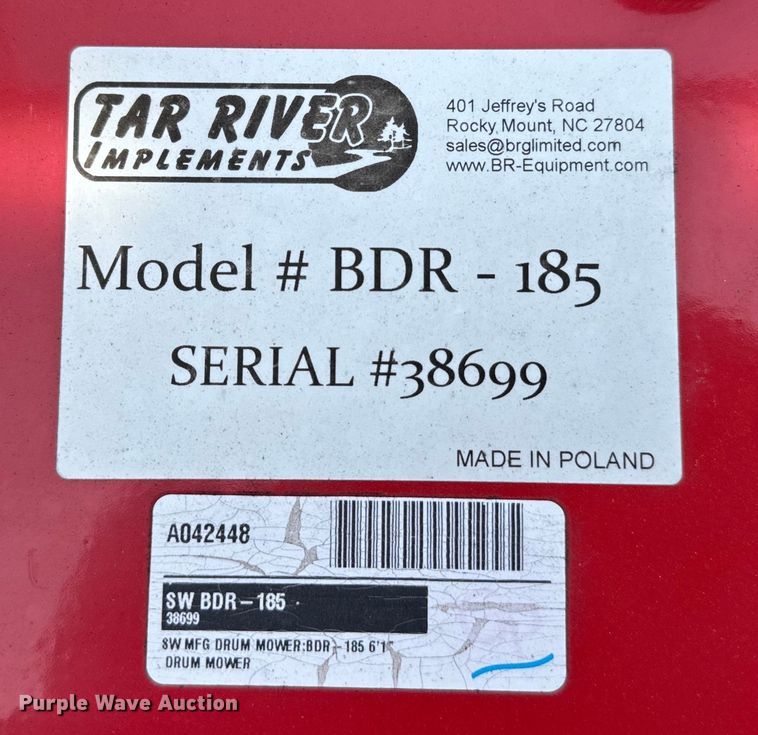 TAR RIVER
IMPLEMENTS
401 Jeffrey's Road
Rocky Mount, NC 27804
sales@brglimited.com
www.BR-Equipment.com
Model # BDR - 185
SERIAL #38699
MADE IN POLAND
A042448
SW BDR-185
38699
SW MFG DRUM MOWER:BDR-185 6'1"
DRUM MOWER
Purple Wave Auction